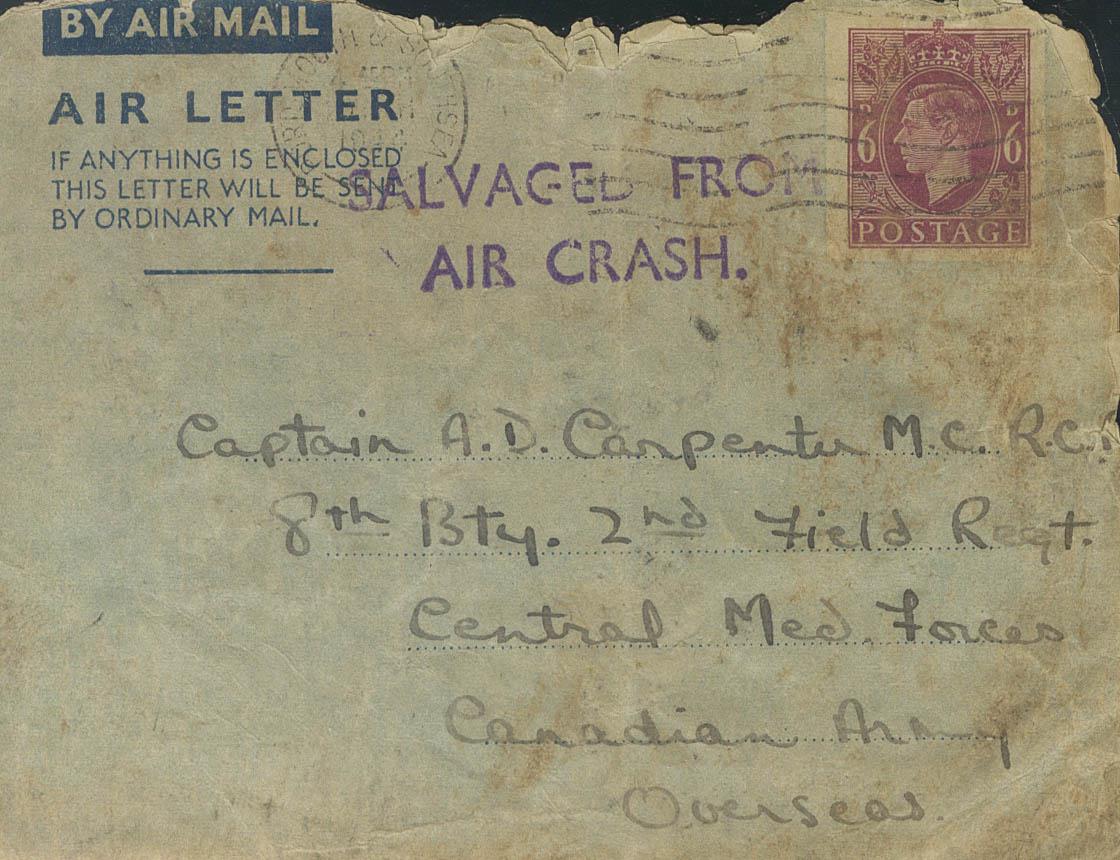 BY AIR MAIL
AIR LETTER
IF ANYTHING IS ENCLOSED
THIS LETTER WILL BE SENT
BY ORDINARY MAIL.
SALVAGED FROM
AIR CRASH.
6 D 6 D
POSTAGE
Captain A.D. Carpenter M.C. R.C.
8th Bty. 2nd Field Regt.
Central Med. Forces
Canadian Army
Overseas.